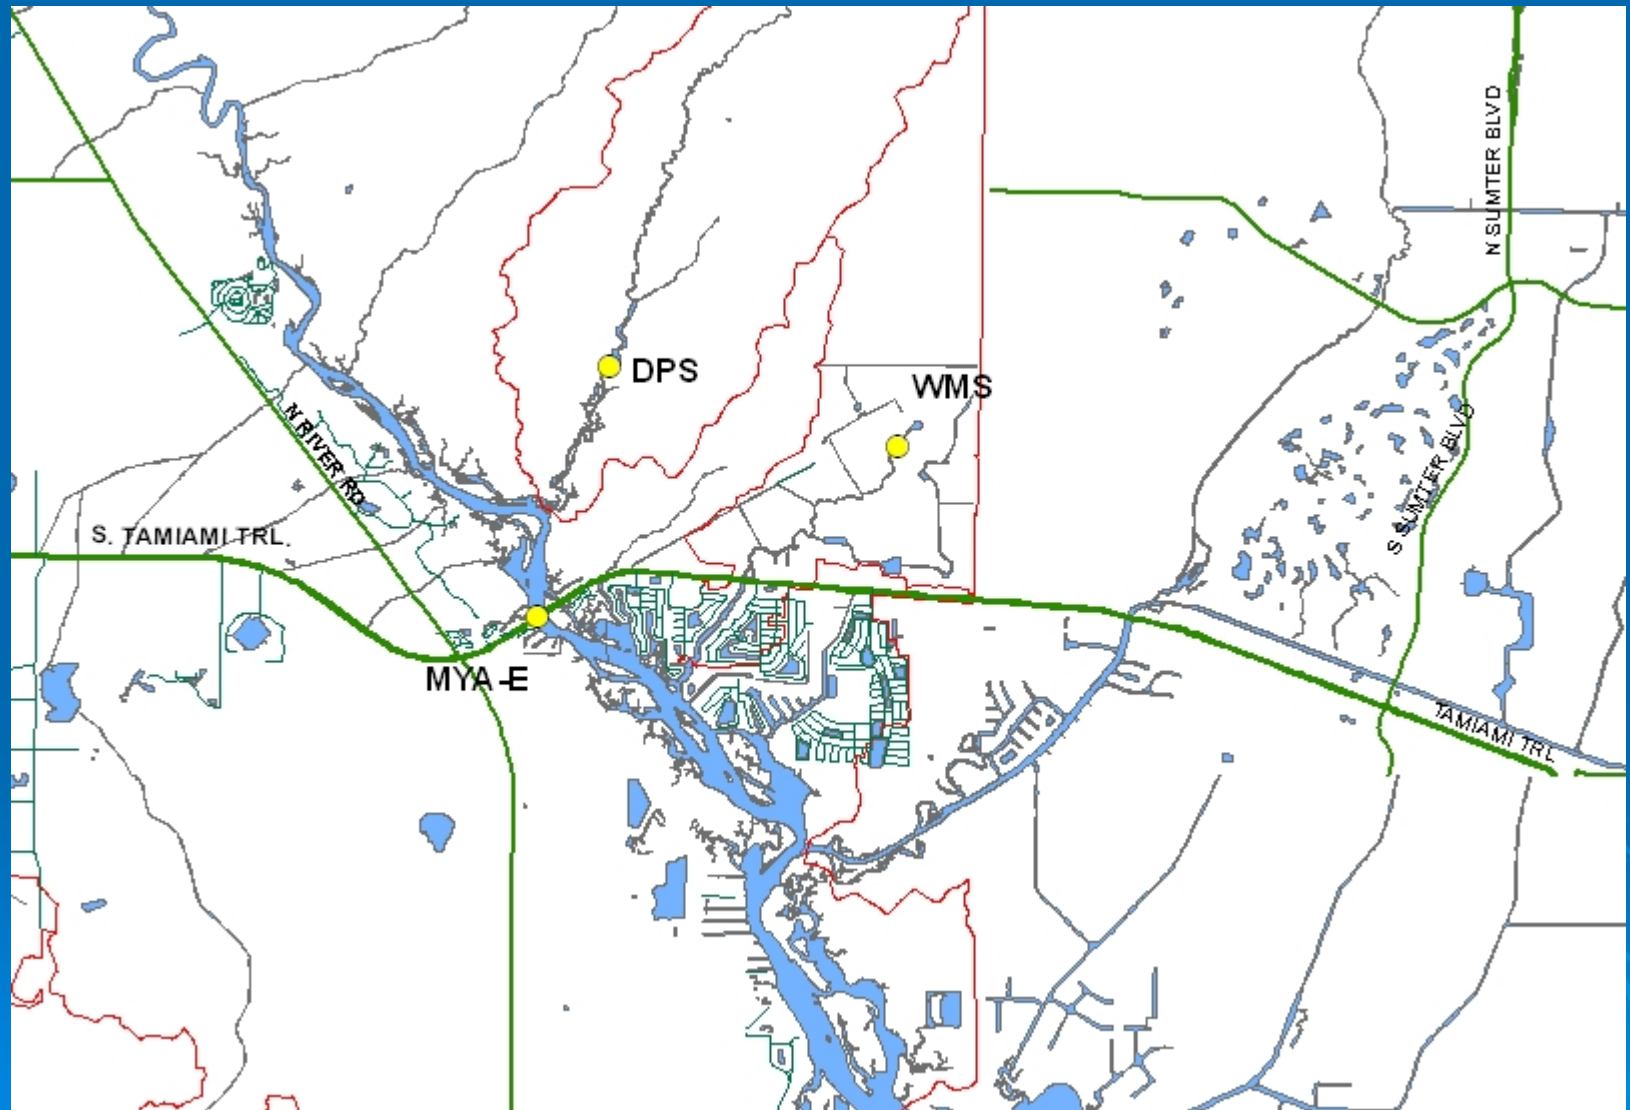 N SUMTER BLVD
DPS
WMS
N RIVER RD
S SUMTER BLVD
S. TAMIAMI TRL.
MYA-E
TAMIAMI TRL